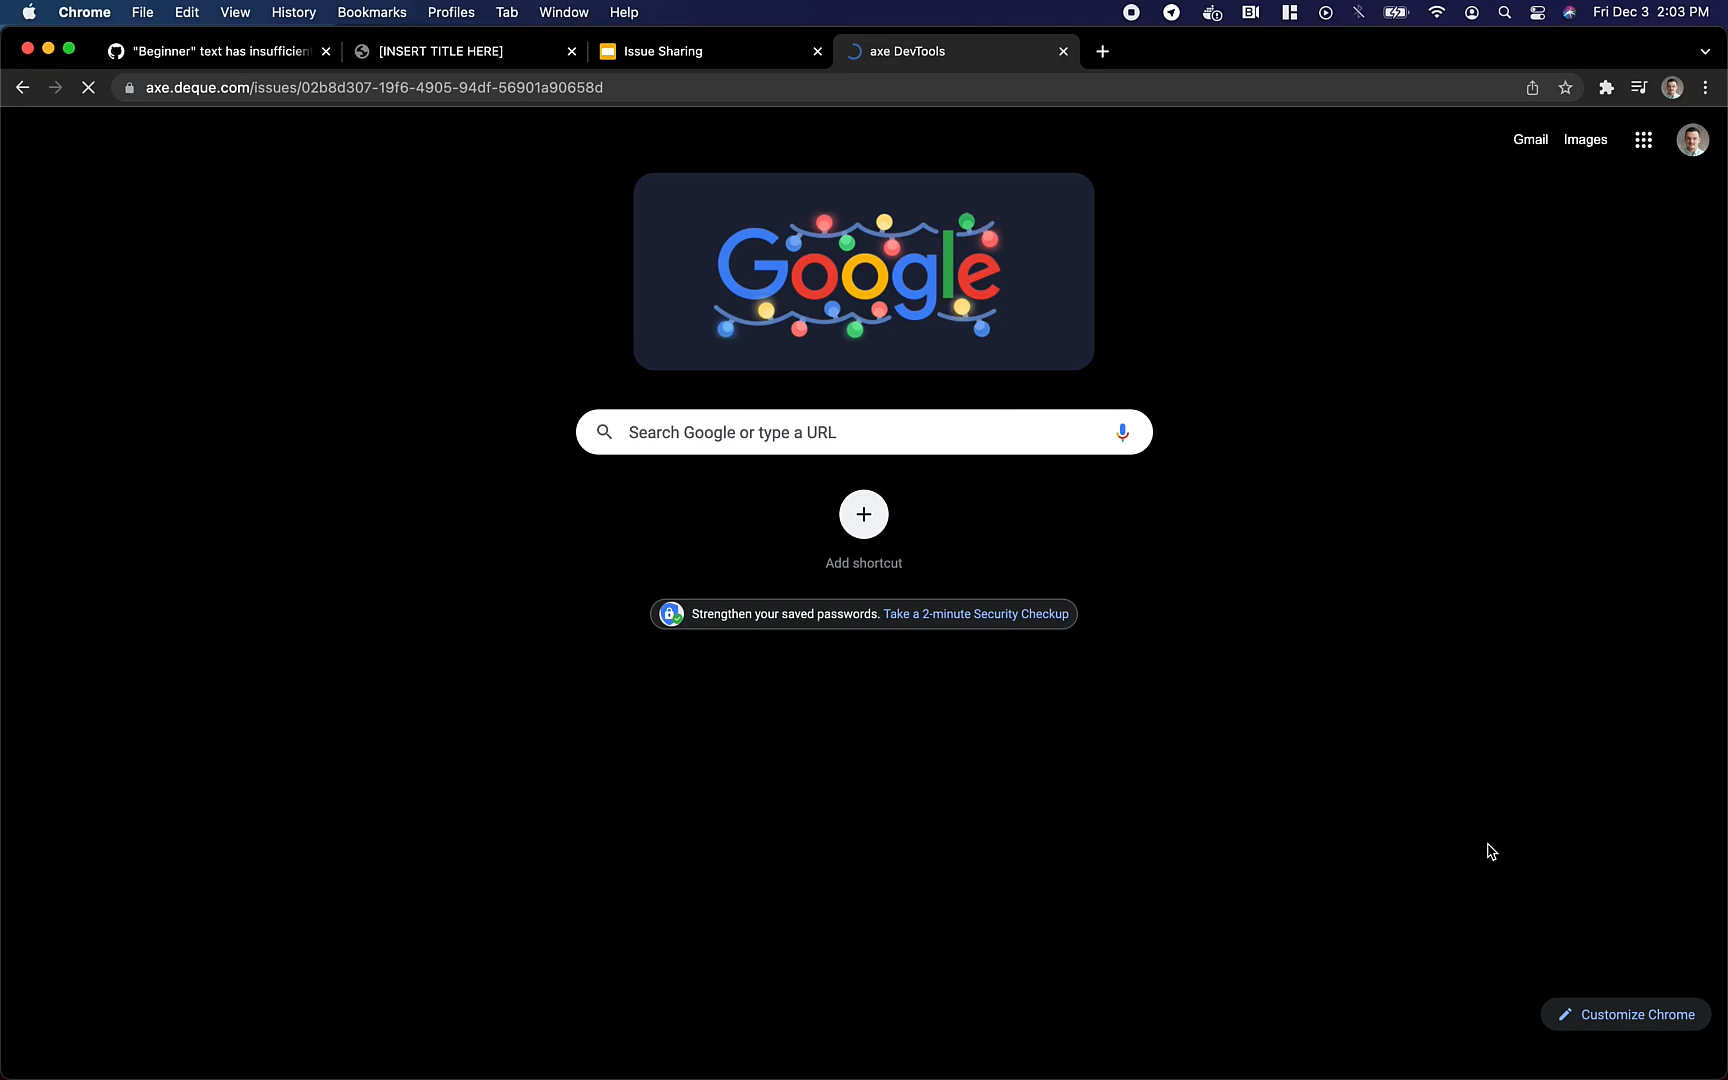 Chrome File Edit View History Bookmarks Profiles Tab Window Help Fri Dec 3 2:03 PM
"Beginner" text has insufficien [INSERT TITLE HERE] Issue Sharing axe DevTools
axe.deque.com/issues/02b8d307-19f6-4905-94df-56901a90658d
Gmail Images
Google
Search Google or type a URL
Add shortcut
Strengthen your saved passwords. Take a 2-minute Security Checkup
Customize Chrome